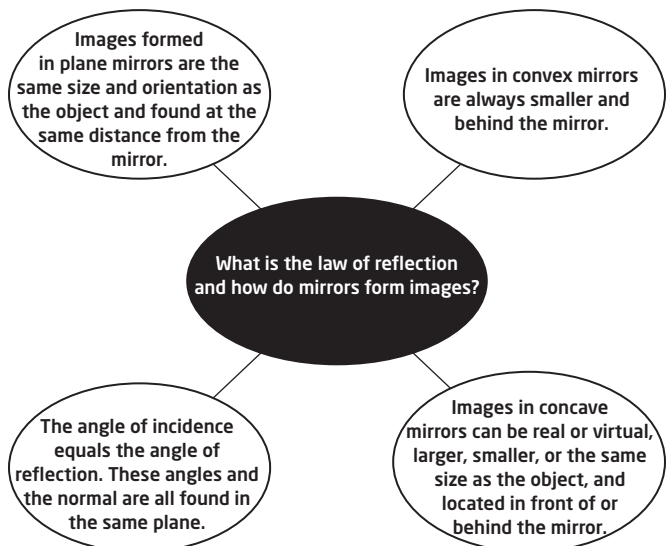 Images formed
in plane mirrors are the
same size and orientation as
the object and found at the
same distance from the
mirror.
Images in convex mirrors
are always smaller and
behind the mirror.
What is the law of reflection
and how do mirrors form images?
The angle of incidence
equals the angle of
reflection. These angles and
the normal are all found in
the same plane.
Images in concave
mirrors can be real or virtual,
larger, smaller, or the same
size as the object, and
located in front of or
behind the mirror.